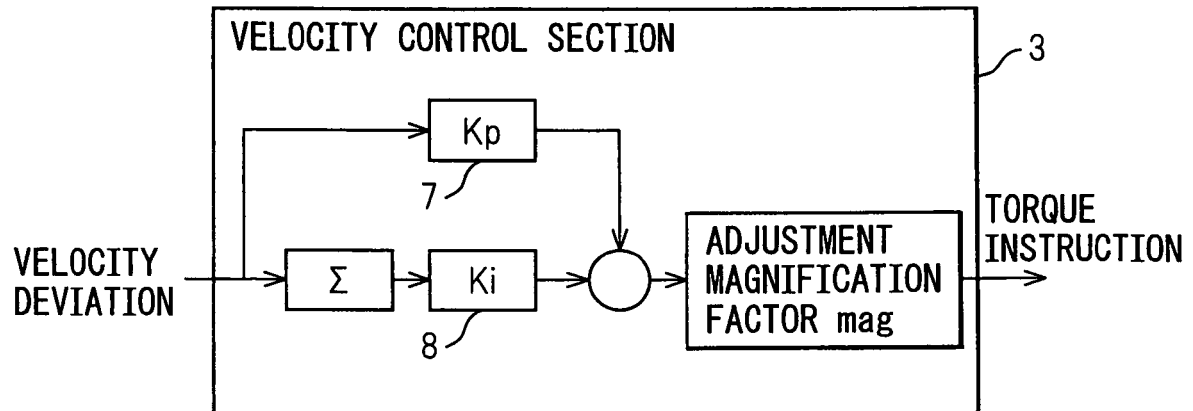 VELOCITY CONTROL SECTION
3
Kp
7
VELOCITY
DEVIATION
Σ
Ki
8
ADJUSTMENT
MAGNIFICATION
FACTOR mag
TORQUE
INSTRUCTION